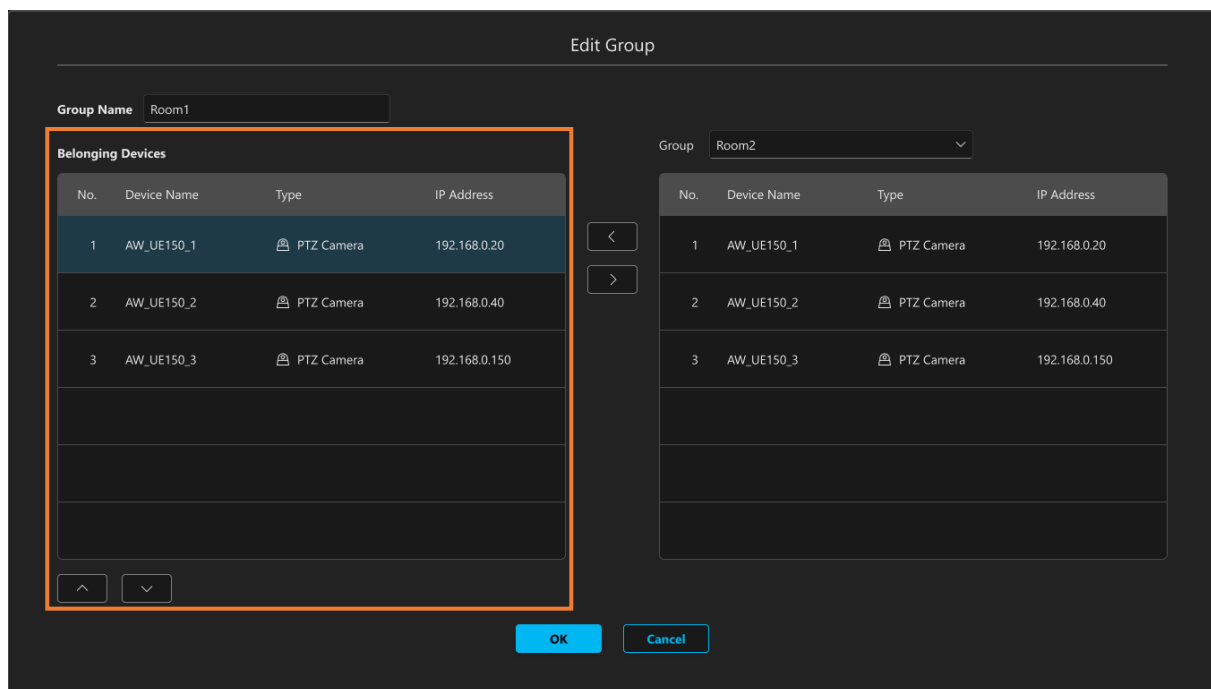 Edit Group
Group Name Room1
Belonging Devices
No. Device Name Type IP Address
1 AW_UE150_1 PTZ Camera 192.168.0.20
2 AW_UE150_2 PTZ Camera 192.168.0.40
3 AW_UE150_3 PTZ Camera 192.168.0.150
Group Room2
No. Device Name Type IP Address
1 AW_UE150_1 PTZ Camera 192.168.0.20
2 AW_UE150_2 PTZ Camera 192.168.0.40
3 AW_UE150_3 PTZ Camera 192.168.0.150
OK Cancel